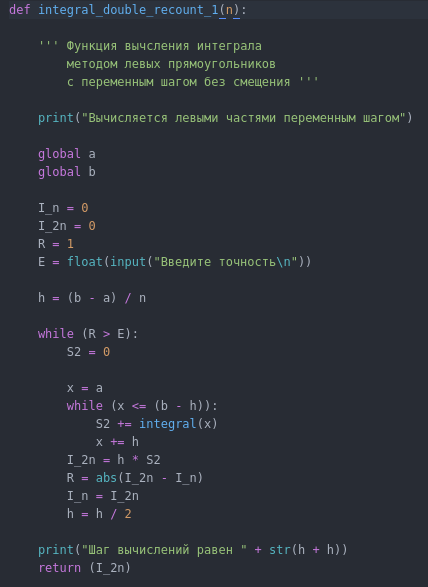 def integral_double_recount_1(n):
''' Функция вычсления интеграла
методом левых прямоугольников
с переменным шагом без смещения '''
print("Вычисляется левыми частями переменным шагом")
global a
global b
I_n = 0
I_2n = 0
R = 1
E = float(input("Введите точность\n"))
h = (b - a) / n
while (R > E):
S2 = 0
x = a
while (x <= (b - h)):
S2 += integral(x)
x += h
I_2n = h * S2
R = abs(I_2n - I_n)
I_n = I_2n
h = h / 2
print("Шаг вычислений равен " + str(h + h))
return (I_2n)